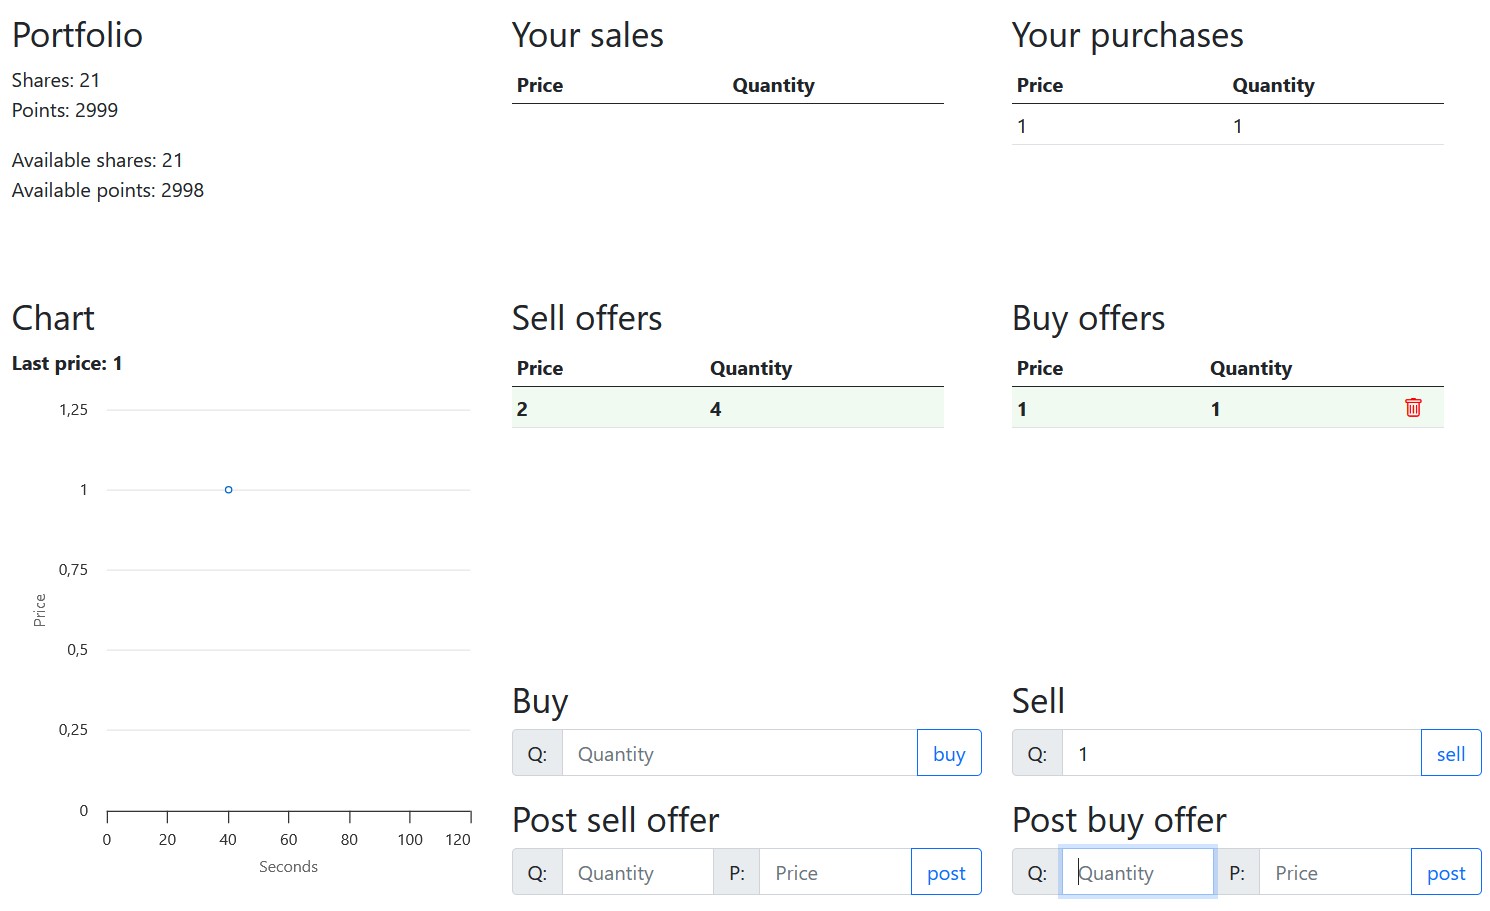 Portfolio
Shares: 21
Points: 2999
Available shares: 21
Available points: 2998
Your sales
Price Quantity
Your purchases
Price Quantity
1 1
Chart
Last price: 1
1,25
1
0,75
0,5
0,25
0
Price
0 20 40 60 80 100 120
Seconds
Sell offers
Price Quantity
2 4
Buy offers
Price Quantity
1 1
Buy
Q: Quantity buy
Sell
Q: 1 sell
Post sell offer
Q: Quantity P: Price post
Post buy offer
Q: Quantity P: Price post